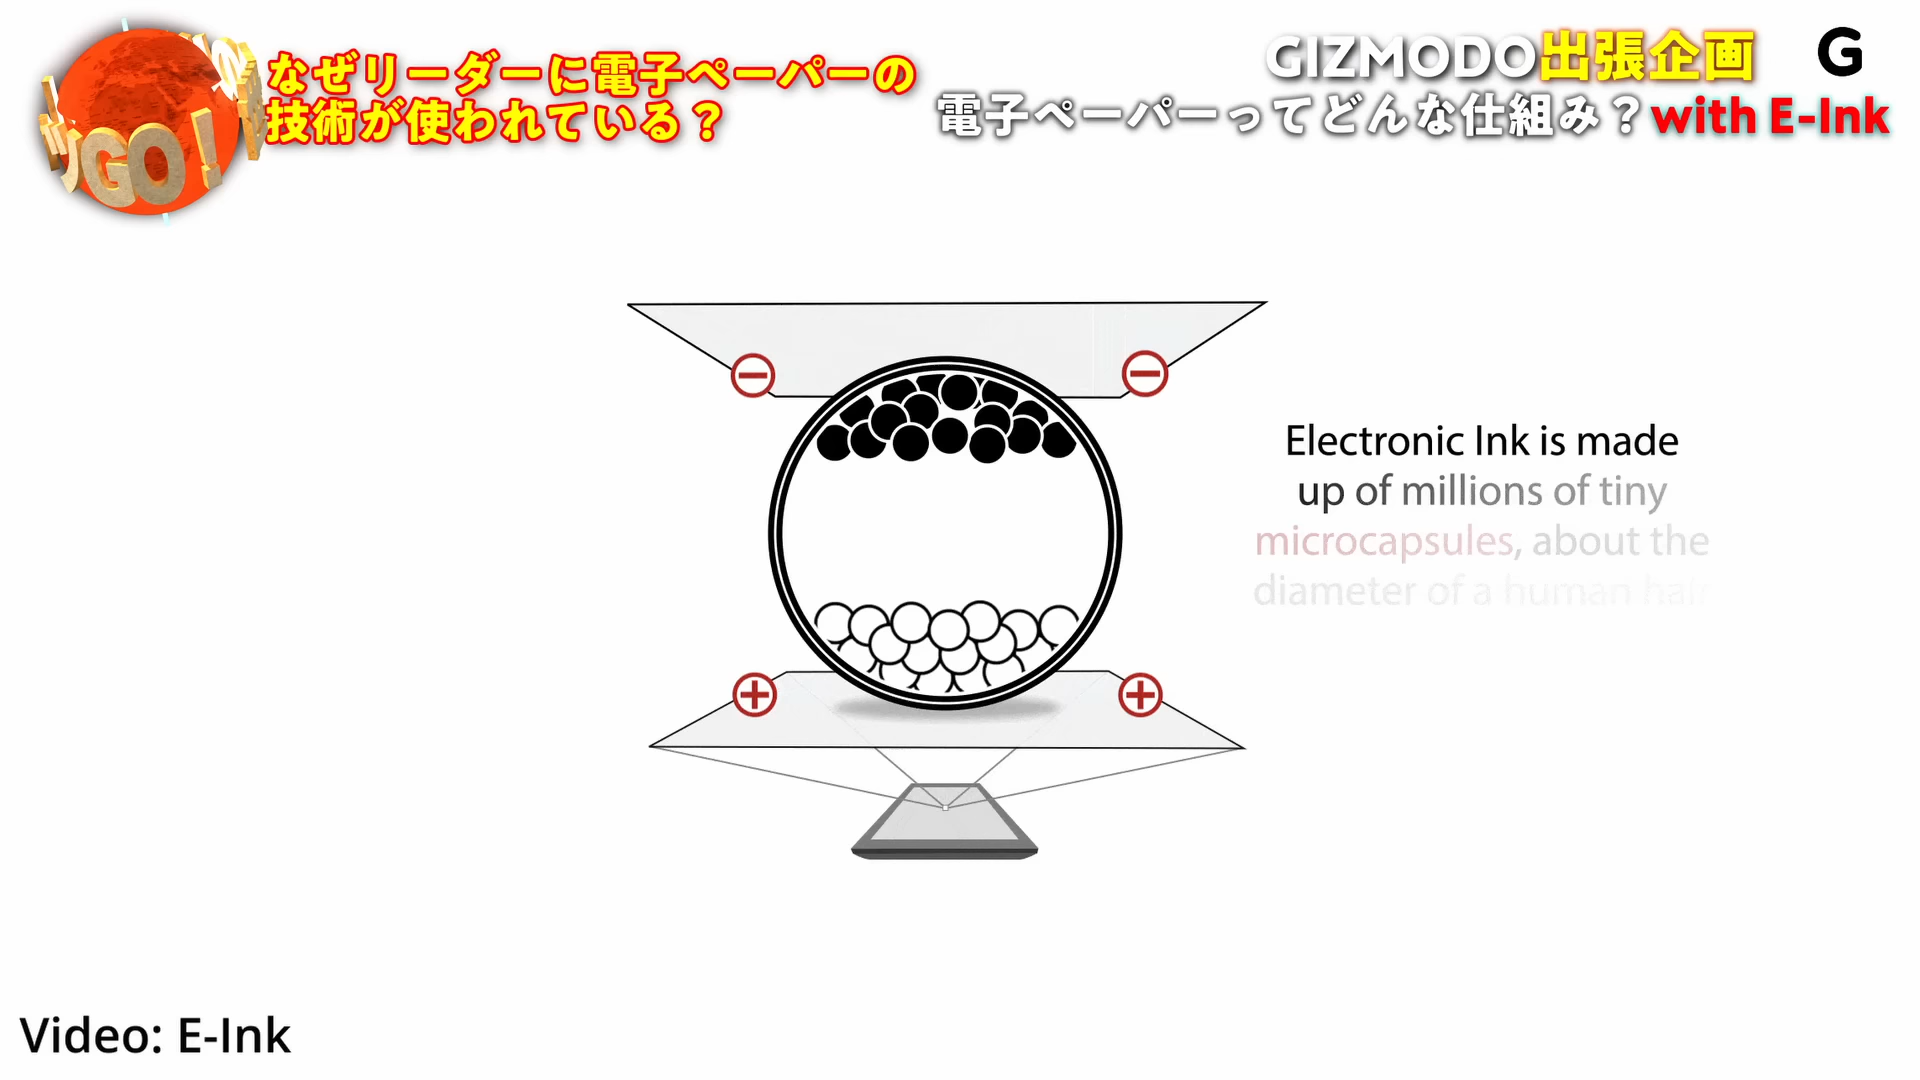 なぜリーダーに電子ペーパーの
技術が使われている？
GO！
GIZMODO出張企画
G
電子ペーパーってどんな仕組み？with E-Ink
Electronic Ink is made
up of millions of tiny
microcapsules, about the
diameter of a human hair
Video: E-Ink